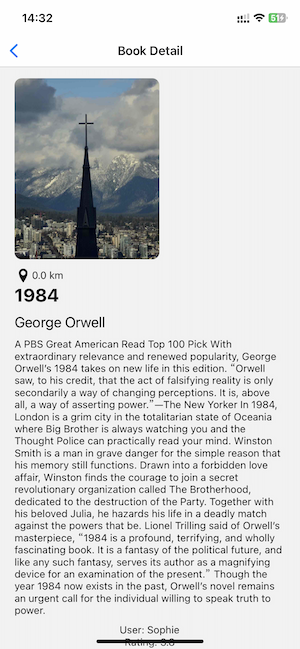 14:32
51
Book Detail
0.0 km
1984
George Orwell
A PBS Great American Read Top 100 Pick With
extraordinary relevance and renewed popularity, George
Orwell's 1984 takes on new life in this edition. "Orwell
saw, to his credit, that the act of falsifying reality is only
secondarily a way of changing perceptions. It is, above
all, a way of asserting power."—The New Yorker In 1984,
London is a grim city in the totalitarian state of Oceania
where Big Brother is always watching you and the
Thought Police can practically read your mind. Winston
Smith is a man in grave danger for the simple reason that
his memory still functions. Drawn into a forbidden love
affair, Winston finds the courage to join a secret
revolutionary organization called The Brotherhood,
dedicated to the destruction of the Party. Together with
his beloved Julia, he hazards his life in a deadly match
against the powers that be. Lionel Trilling said of Orwell's
masterpiece, "1984 is a profound, terrifying, and wholly
fascinating book. It is a fantasy of the political future, and
like any such fantasy, serves its author as a magnifying
device for an examination of the present." Though the
year 1984 now exists in the past, Orwell's novel remains
an urgent call for the individual willing to speak truth to
power.
User: Sophie
Rating: